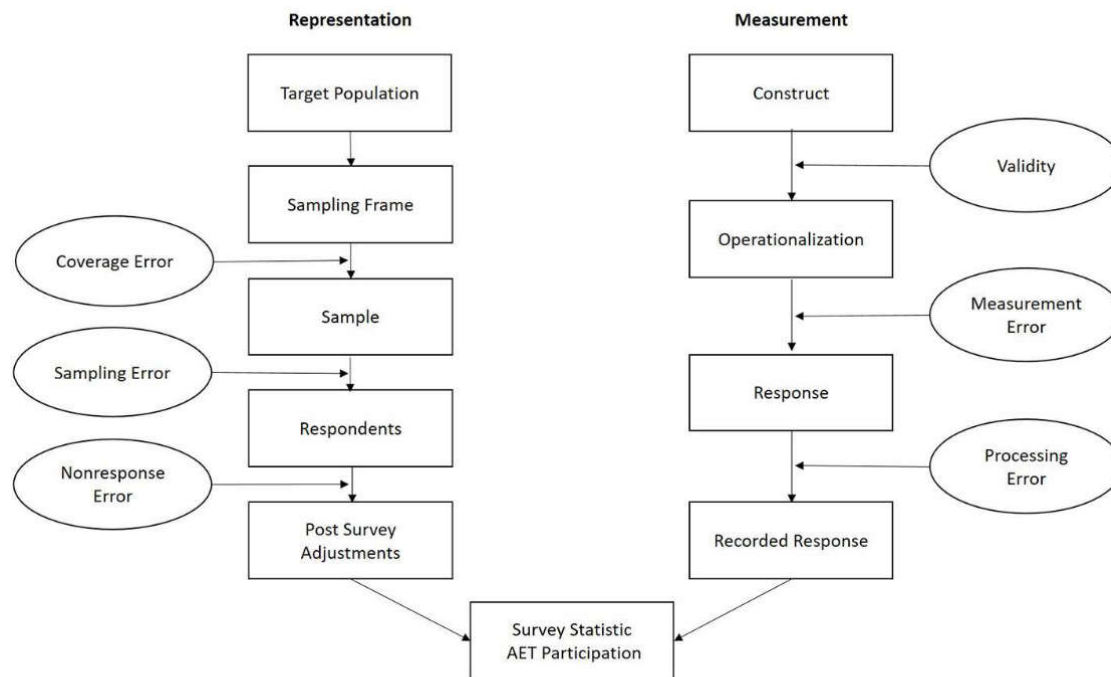 Representation
Target Population
Sampling Frame
Coverage Error
Sample
Sampling Error
Respondents
Nonresponse
Error
Post Survey
Adjustments
Measurement
Construct
Validity
Operationalization
Measurement
Error
Response
Processing
Error
Recorded Response
Survey Statistic
AET Participation